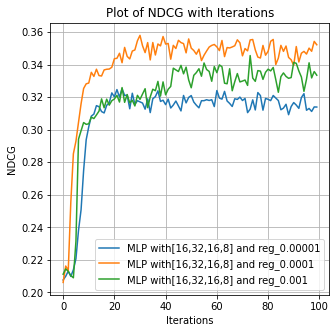 Plot of NDCG with Iterations
NDCG
0.36
0.34
0.32
0.30
0.28
0.26
0.24
0.22
0.20
MLP with[16,32,16,8] and reg_0.00001
MLP with[16,32,16,8] and reg_0.0001
MLP with[16,32,16,8] and reg_0.001
0 20 40 60 80 100
Iterations